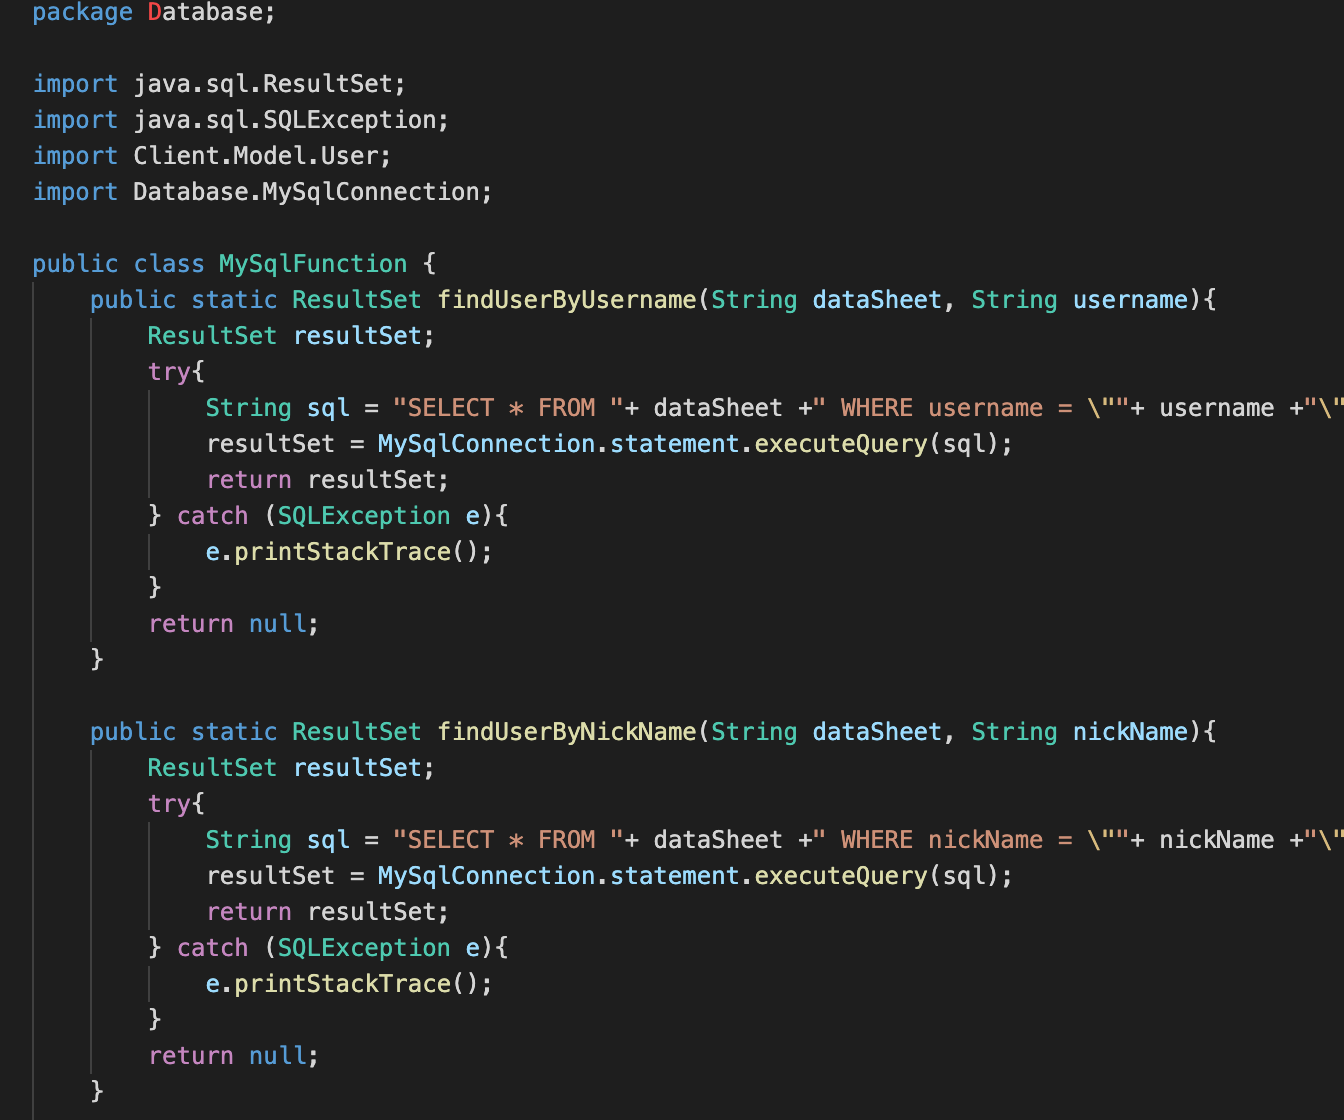 package Database;
import java.sql.ResultSet;
import java.sql.SQLException;
import Client.Model.User;
import Database.MySqlConnection;
public class MySqlFunction {
public static ResultSet findUserByUsername(String dataSheet, String username){
ResultSet resultSet;
try{
String sql = "SELECT * FROM "+ dataSheet +" WHERE username = \""+ username +"\"
resultSet = MySqlConnection.statement.executeQuery(sql);
return resultSet;
} catch (SQLException e){
e.printStackTrace();
}
return null;
}
public static ResultSet findUserByNickName(String dataSheet, String nickName){
ResultSet resultSet;
try{
String sql = "SELECT * FROM "+ dataSheet +" WHERE nickName = \""+ nickName +"\"
resultSet = MySqlConnection.statement.executeQuery(sql);
return resultSet;
} catch (SQLException e){
e.printStackTrace();
}
return null;
}